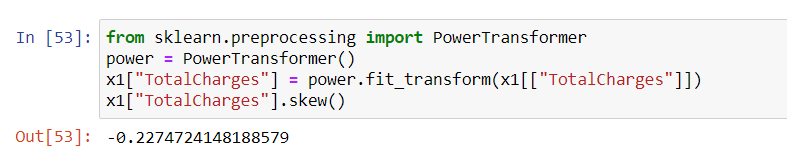 In [53]: from sklearn.preprocessing import PowerTransformer
power = PowerTransformer()
x1["TotalCharges"] = power.fit_transform(x1[["TotalCharges"]])
x1["TotalCharges"].skew()
Out[53]: -0.2274724148188579